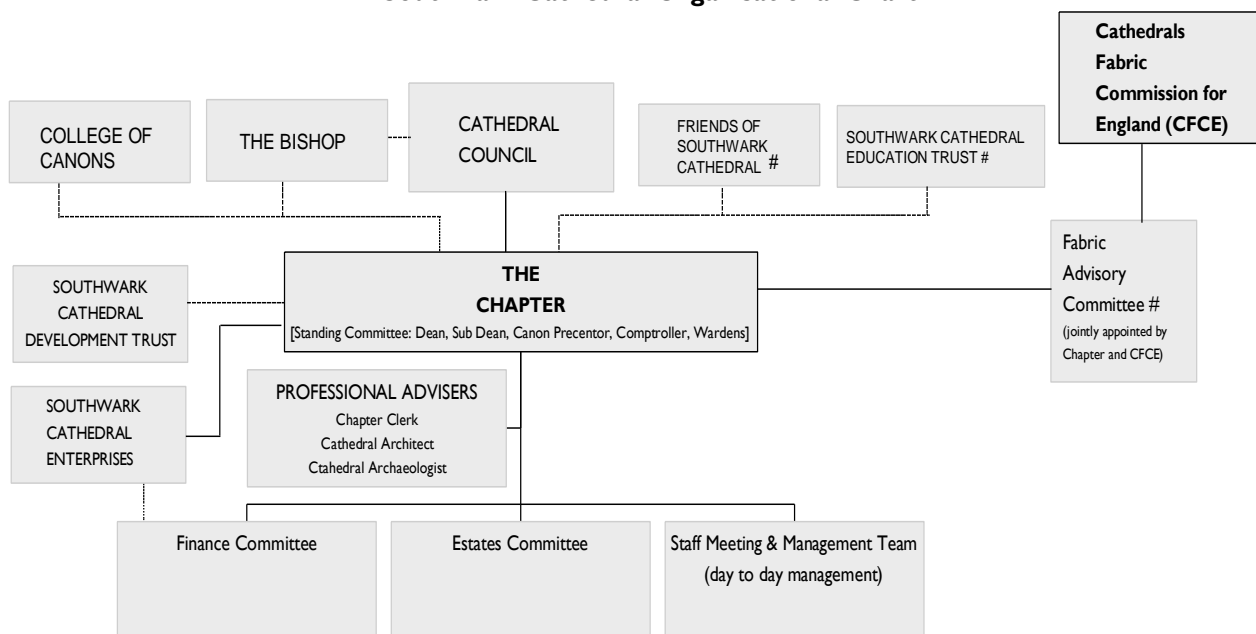 Cathedrals
Fabric
Commission for
England (CFCE)
COLLEGE OF
CANONS
THE BISHOP
CATHEDRAL
COUNCIL
FRIENDS OF
SOUTHWARK
CATHEDRAL #
SOUTHWARK CATHEDRAL
EDUCATION TRUST #
Fabric
Advisory
Committee #
(jointly appointed by
Chapter and CFCE)
THE
CHAPTER
[Standing Committee: Dean, Sub Dean, Canon Precentor, Comptroller, Wardens]
SOUTHWARK
CATHEDRAL
DEVELOPMENT TRUST
SOUTHWARK
CATHEDRAL
ENTERPRISES
PROFESSIONAL ADVISERS
Chapter Clerk
Cathedral Architect
Ctahedral Archaeologist
Finance Committee
Estates Committee
Staff Meeting & Management Team
(day to day management)